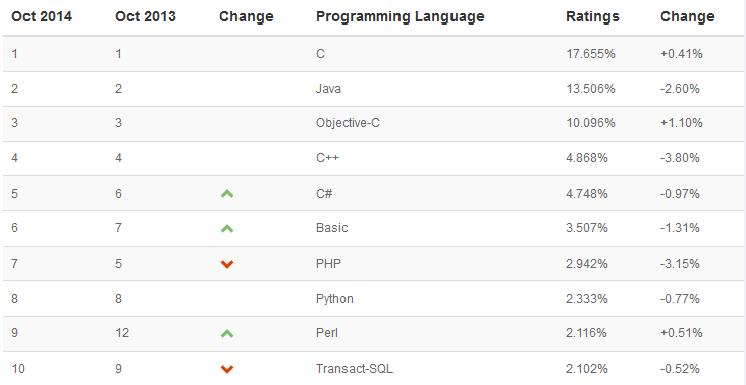 Oct 2014 Oct 2013 Change Programming Language Ratings Change
1 1 C 17.655% +0.41%
2 2 Java 13.506% -2.60%
3 3 Objective-C 10.096% +1.10%
4 4 C++ 4.868% -3.80%
5 6 C# 4.748% -0.97%
6 7 Basic 3.507% -1.31%
7 5 PHP 2.942% -3.15%
8 8 Python 2.333% -0.77%
9 12 Perl 2.116% +0.51%
10 9 Transact-SQL 2.102% -0.52%